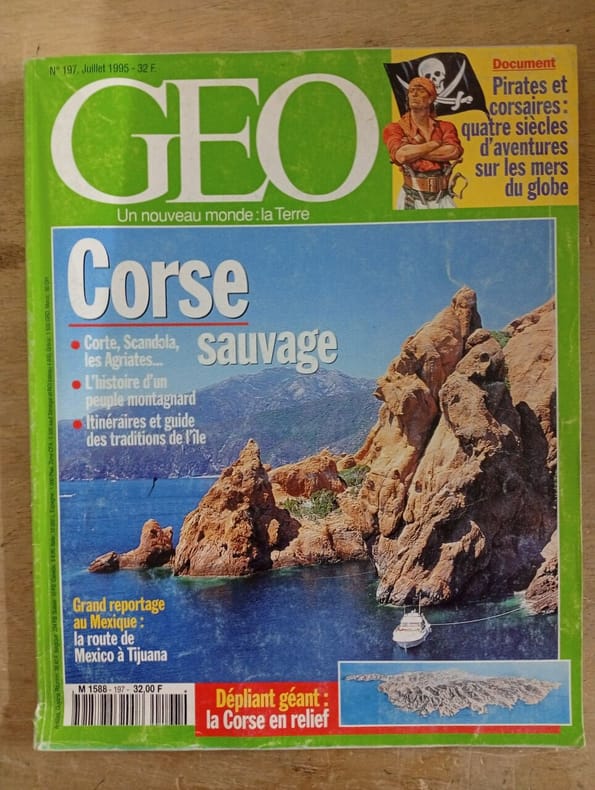 N° 197. Juillet 1995 - 32 F.
GEO
Un nouveau monde : la Terre
Document
Pirates et
corsaires :
quatre siècles
d'aventures
sur les mers
du globe
Corse
sauvage
• Corte, Scandola,
les Agriates...
• L'histoire d'un
peuple montagnard
• Itinéraires et guide
des traditions de l'île
Grand reportage
au Mexique :
la route de
Mexico à Tijuana
M 1588 - 197 - 32,00 F
Dépliant géant :
la Corse en relief